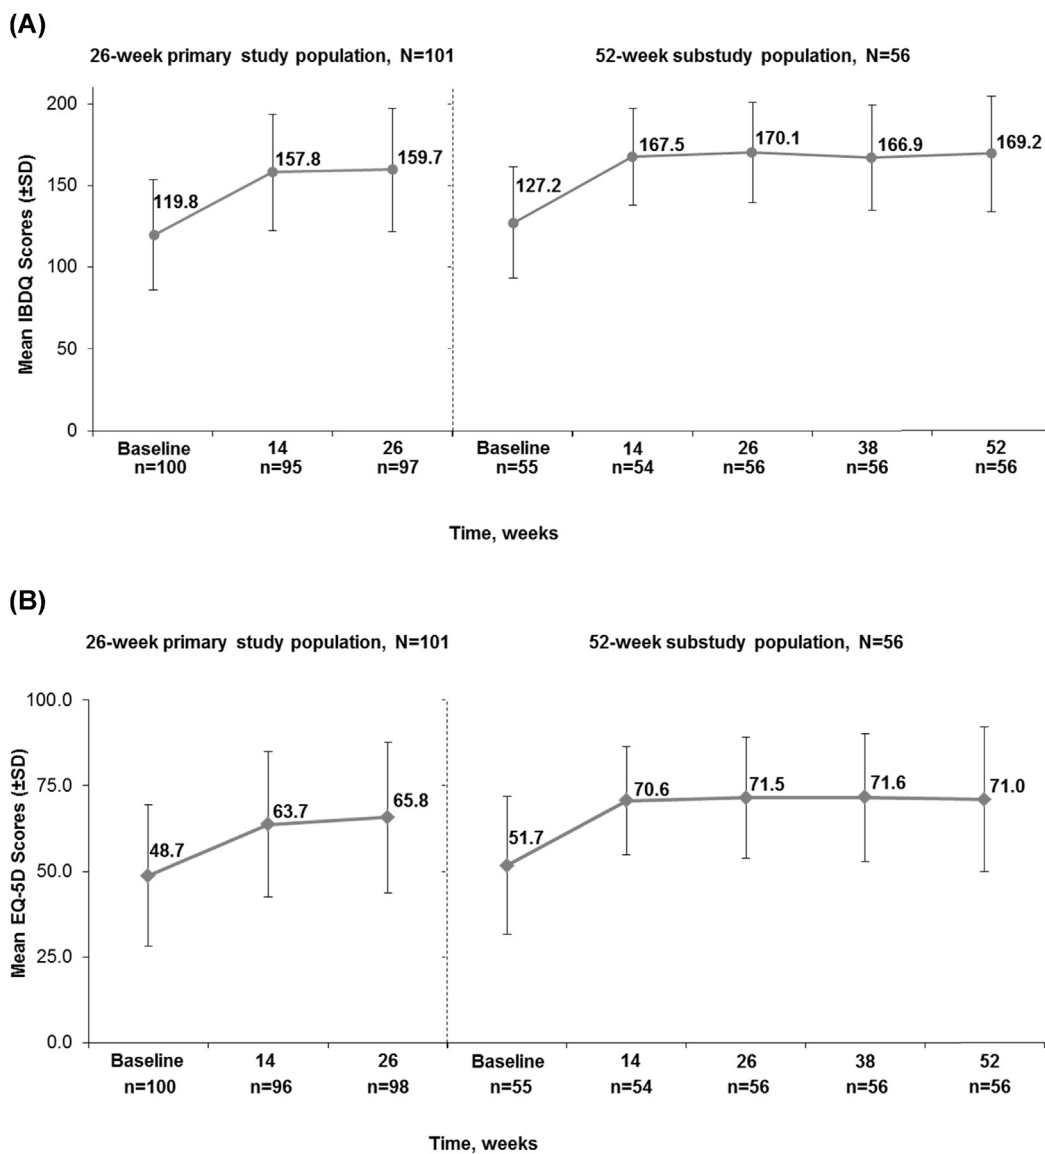 (A)
26-week primary study population, N=101
52-week substudy population, N=56
Mean IBDQ Scores (±SD)
200
150
100
50
0
119.8
157.8
159.7
127.2
167.5
170.1
166.9
169.2
Baseline 14 26 Baseline 14 26 38 52
n=100 n=95 n=97 n=55 n=54 n=56 n=56 n=56
Time, weeks
(B)
26-week primary study population, N=101
52-week substudy population, N=56
Mean EQ-5D Scores (±SD)
100.0
75.0
50.0
25.0
0.0
48.7
63.7
65.8
51.7
70.6
71.5
71.6
71.0
Baseline 14 26 Baseline 14 26 38 52
n=100 n=96 n=98 n=55 n=54 n=56 n=56 n=56
Time, weeks